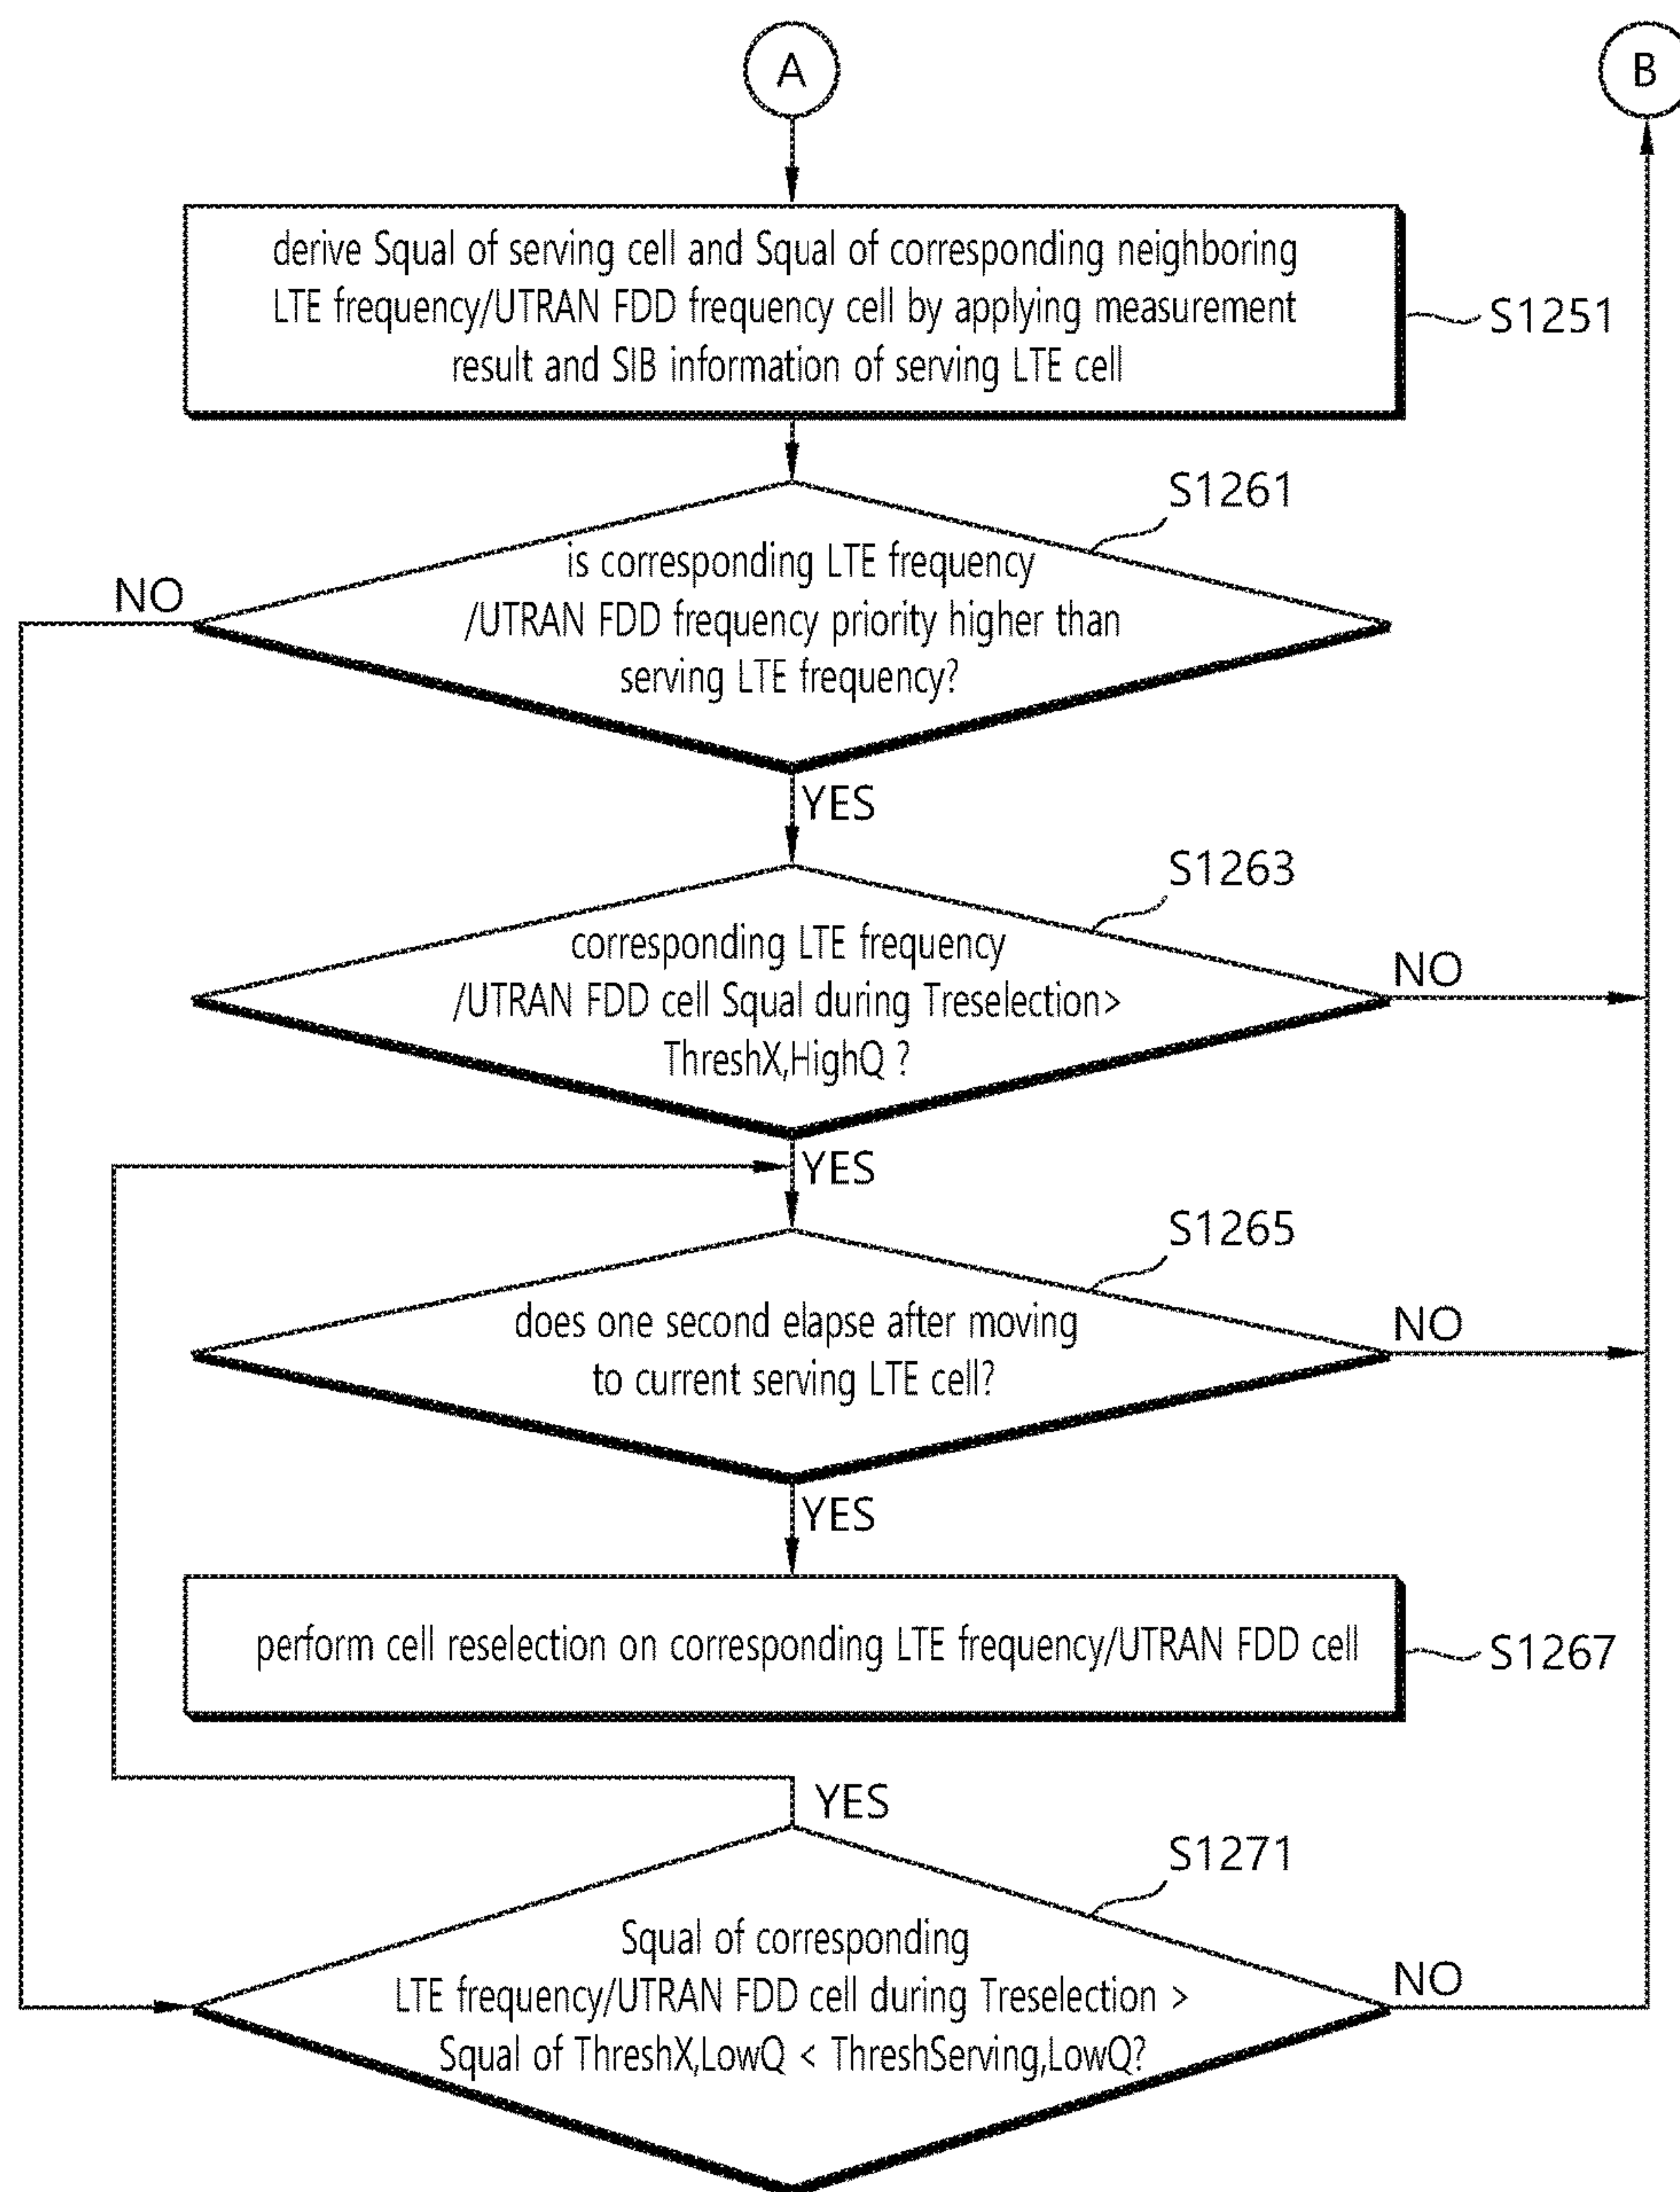 A
B
derive Squal of serving cell and Squal of corresponding neighboring
LTE frequency/UTRAN FDD frequency cell by applying measurement
result and SIB information of serving LTE cell
S1251
S1261
is corresponding LTE frequency
/UTRAN FDD frequency priority higher than
serving LTE frequency?
NO
YES
S1263
corresponding LTE frequency
/UTRAN FDD cell Squal during Treselection>
ThreshX,HighQ ?
NO
YES
S1265
does one second elapse after moving
to current serving LTE cell?
NO
YES
perform cell reselection on corresponding LTE frequency/UTRAN FDD cell
S1267
YES
S1271
Squal of corresponding
LTE frequency/UTRAN FDD cell during Treselection >
Squal of ThreshX,LowQ < ThreshServing,LowQ?
NO